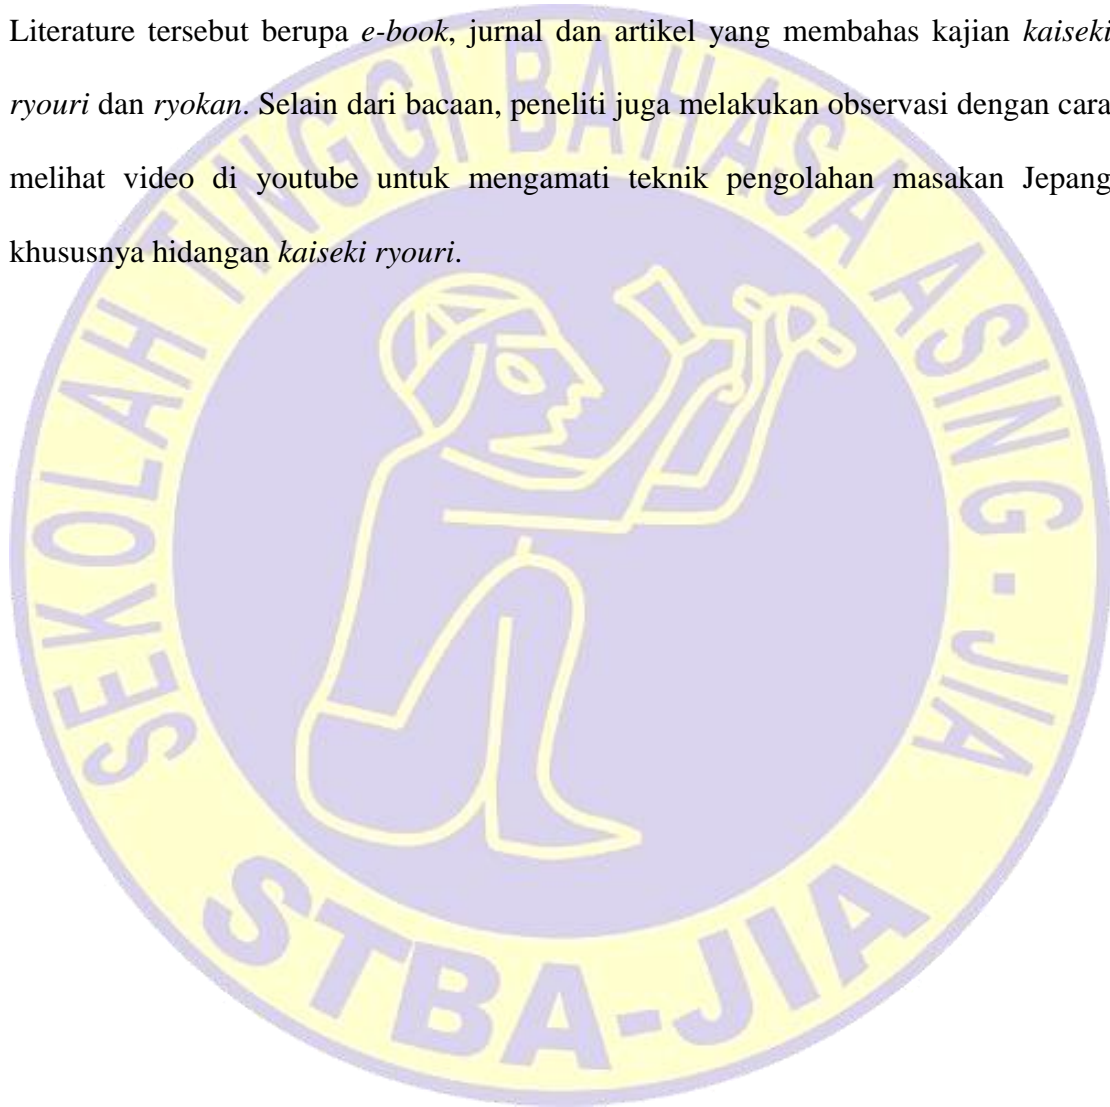 Literature tersebut berupa e-book, jurnal dan artikel yang membahas kajian kaiseki
ryouri dan ryokan. Selain dari bacaan, peneliti juga melakukan observasi dengan cara
melihat video di youtube untuk mengamati teknik pengolahan masakan Jepang
khususnya hidangan kaiseki ryouri.
SEKOLAH TINGGI BAHASA ASING - JIA
STBA-JIA